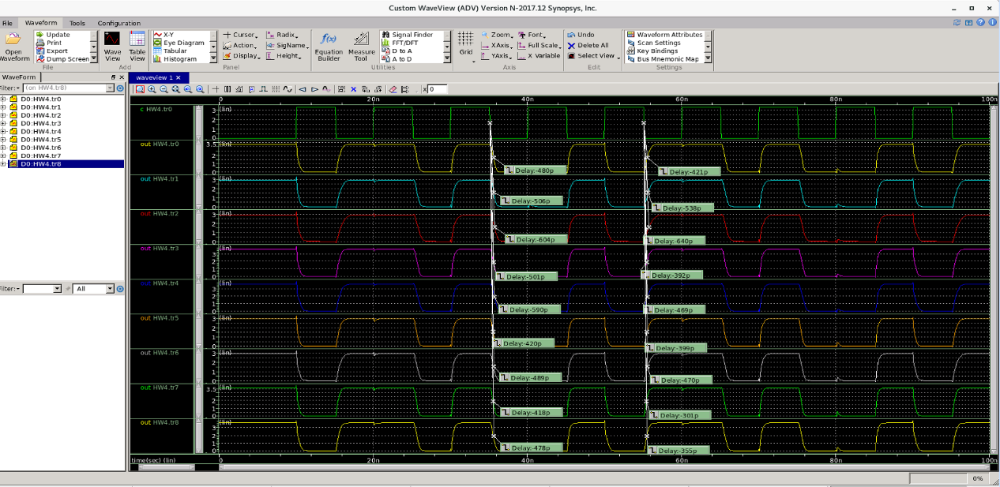 Custom WaveView (ADV) Version N-2017.12 Synopsys, Inc.
File Waveform Tools Configuration
Open Waveform
Update
Print
Export
Dump Screen
File
Wave View
Table View
Add
X-Y
Eye Diagram
Tabular
Histogram
Cursor
Action
Display
Radix
SigName
Height
Panel
Equation Builder
Measure Tool
Signal Finder
FFT/DFT
D to A
A to D
Utilities
Grid
Zoom
XAxis
YAxis
Font
Full Scale
X Variable
Axis
Undo
Delete All
Select View
Edit
Waveform Attributes
Scan Settings
Key Bindings
Bus Mnemonic Map
Settings
WaveForm
Filter: (on HW4.tr8)
D0:HW4.tr0
D0:HW4.tr1
D0:HW4.tr2
D0:HW4.tr3
D0:HW4.tr4
D0:HW4.tr5
D0:HW4.tr6
D0:HW4.tr7
D0:HW4.tr8
Filter: All
waveview 1
x 0
0 20n 40n 60n 80n 100n
c HW4.tr0 3 2 1 0 (lin)
out HW4.tr0 3.5 2 1 0 (lin)
Delay:-480p Delay:-421p
out HW4.tr1 3 2 1 0 (lin)
Delay:-506p Delay:-538p
out HW4.tr2 3 2 1 0 (lin)
Delay:-604p Delay:-640p
out HW4.tr3 3 2 1 (lin)
Delay:-501p Delay:-392p
out HW4.tr4 3 2 1 0 (lin)
Delay:-590p Delay:-469p
out HW4.tr5 3 2 1 0 (lin)
Delay:-420p Delay:-399p
out HW4.tr6 3 2 1 0 (lin)
Delay:-489p Delay:-470p
out HW4.tr7 3.5 2 1 0 (lin)
Delay:-418p Delay:-301p
out HW4.tr8 3 2 1 0 (lin)
Delay:-478p Delay:-355p
time(sec) (lin) 0 20n 40n 60n 80n 100n
0%